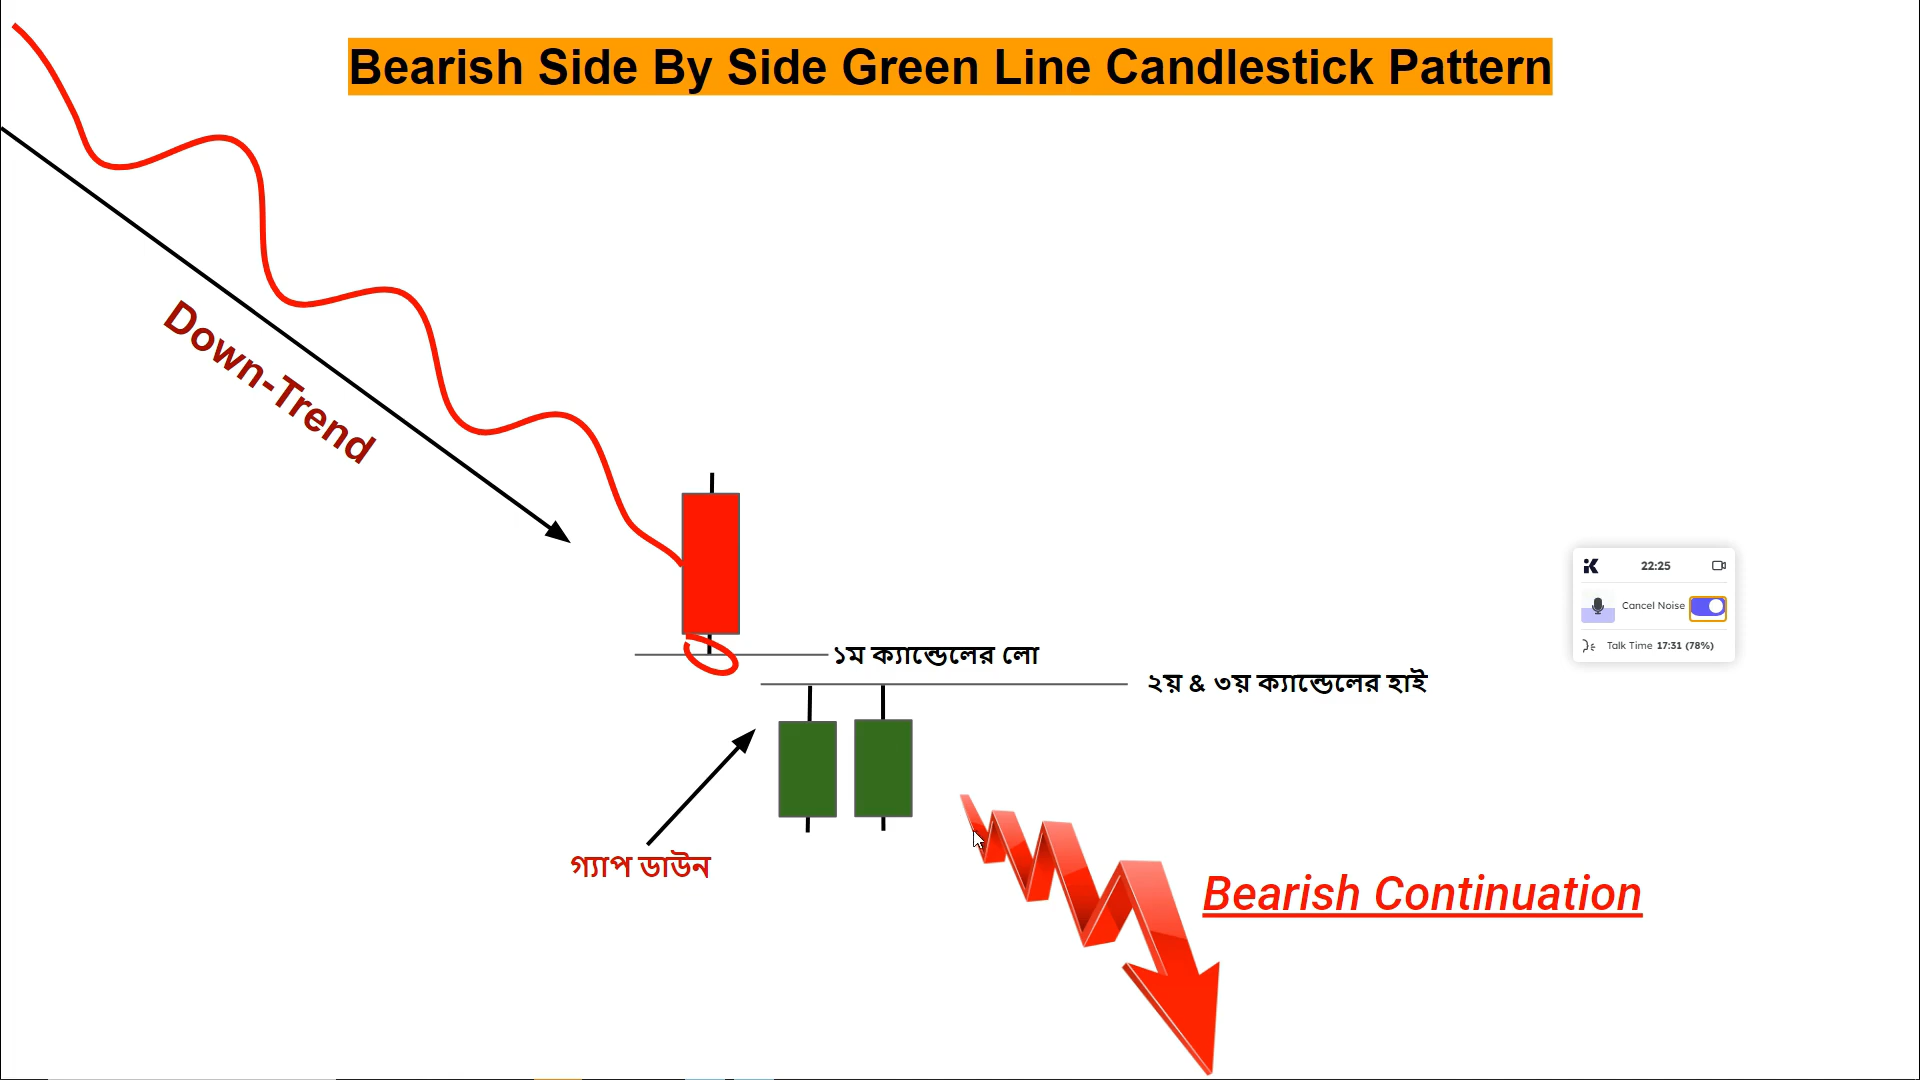 Bearish Side By Side Green Line Candlestick Pattern
Down-Trend
22:25
Cancel Noise
Talk Time 17:31 (78%)
১ম ক্যান্ডেলের লো
২য় & ৩য় ক্যান্ডেলের হাই
গ্যাপ ডাউন
Bearish Continuation